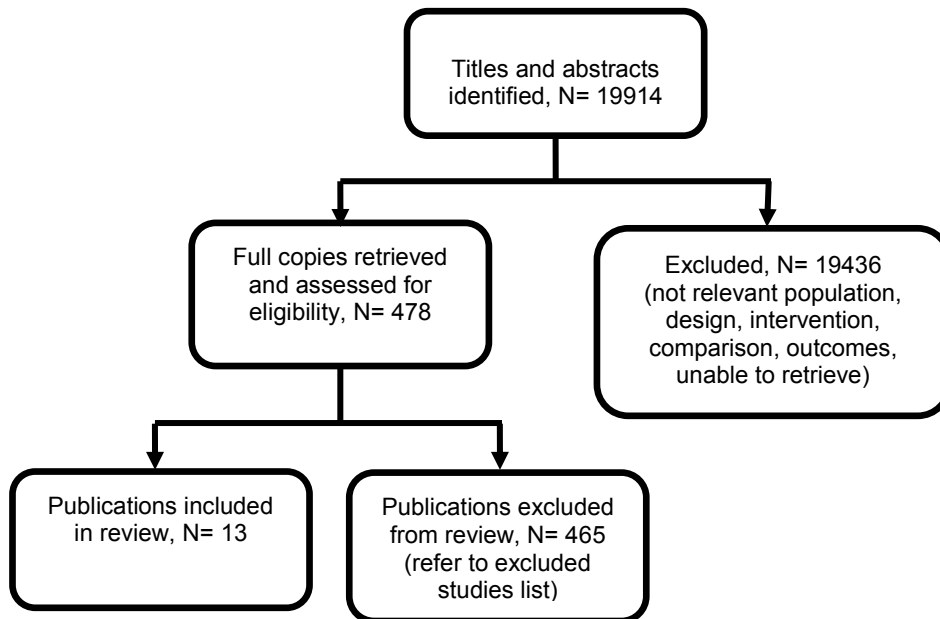 Titles and abstracts
identified, N= 19914
Full copies retrieved
and assessed for
eligibility, N= 478
Excluded, N= 19436
(not relevant population,
design, intervention,
comparison, outcomes,
unable to retrieve)
Publications included
in review, N= 13
Publications excluded
from review, N= 465
(refer to excluded
studies list)